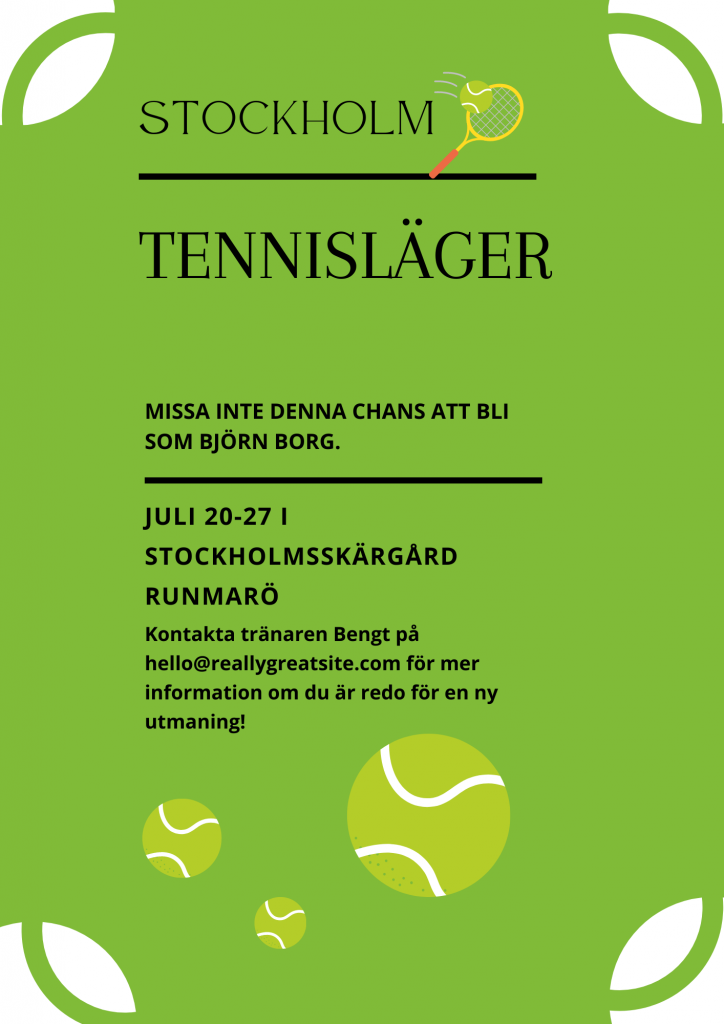 STOCKHOLM
TENNISLÄGER
MISSA INTE DENNA CHANS ATT BLI
SOM BJÖRN BORG.
JULI 20-27 I
STOCKHOLMSSKÄRGÅRD
RUNMARÖ
Kontakta tränaren Bengt på
hello@reallygreatsite.com för mer
information om du är redo för en ny
utmaning!